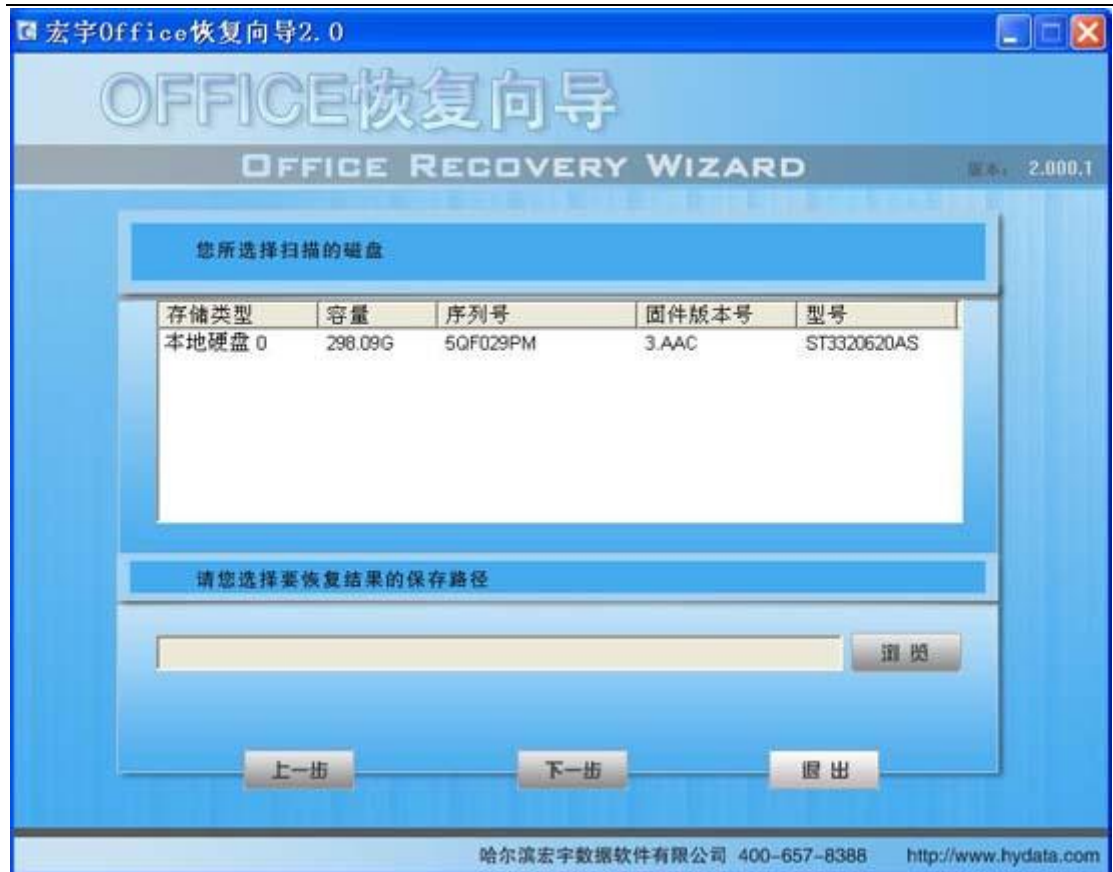 宏宇Office恢复向导2.0
OFFICE恢复向导
OFFICE RECOVERY WIZARD
版本： 2.000.1
您所选择扫描的磁盘
存储类型 容量 序列号 固件版本号 型号
本地硬盘 0 298.09G 5QF029PM 3.AAC ST3320620AS
请您选择要恢复结果的保存路径
浏 览
上一步 下一步 退 出
哈尔滨宏宇数据软件有限公司 400-657-8388 http://www.hydata.com